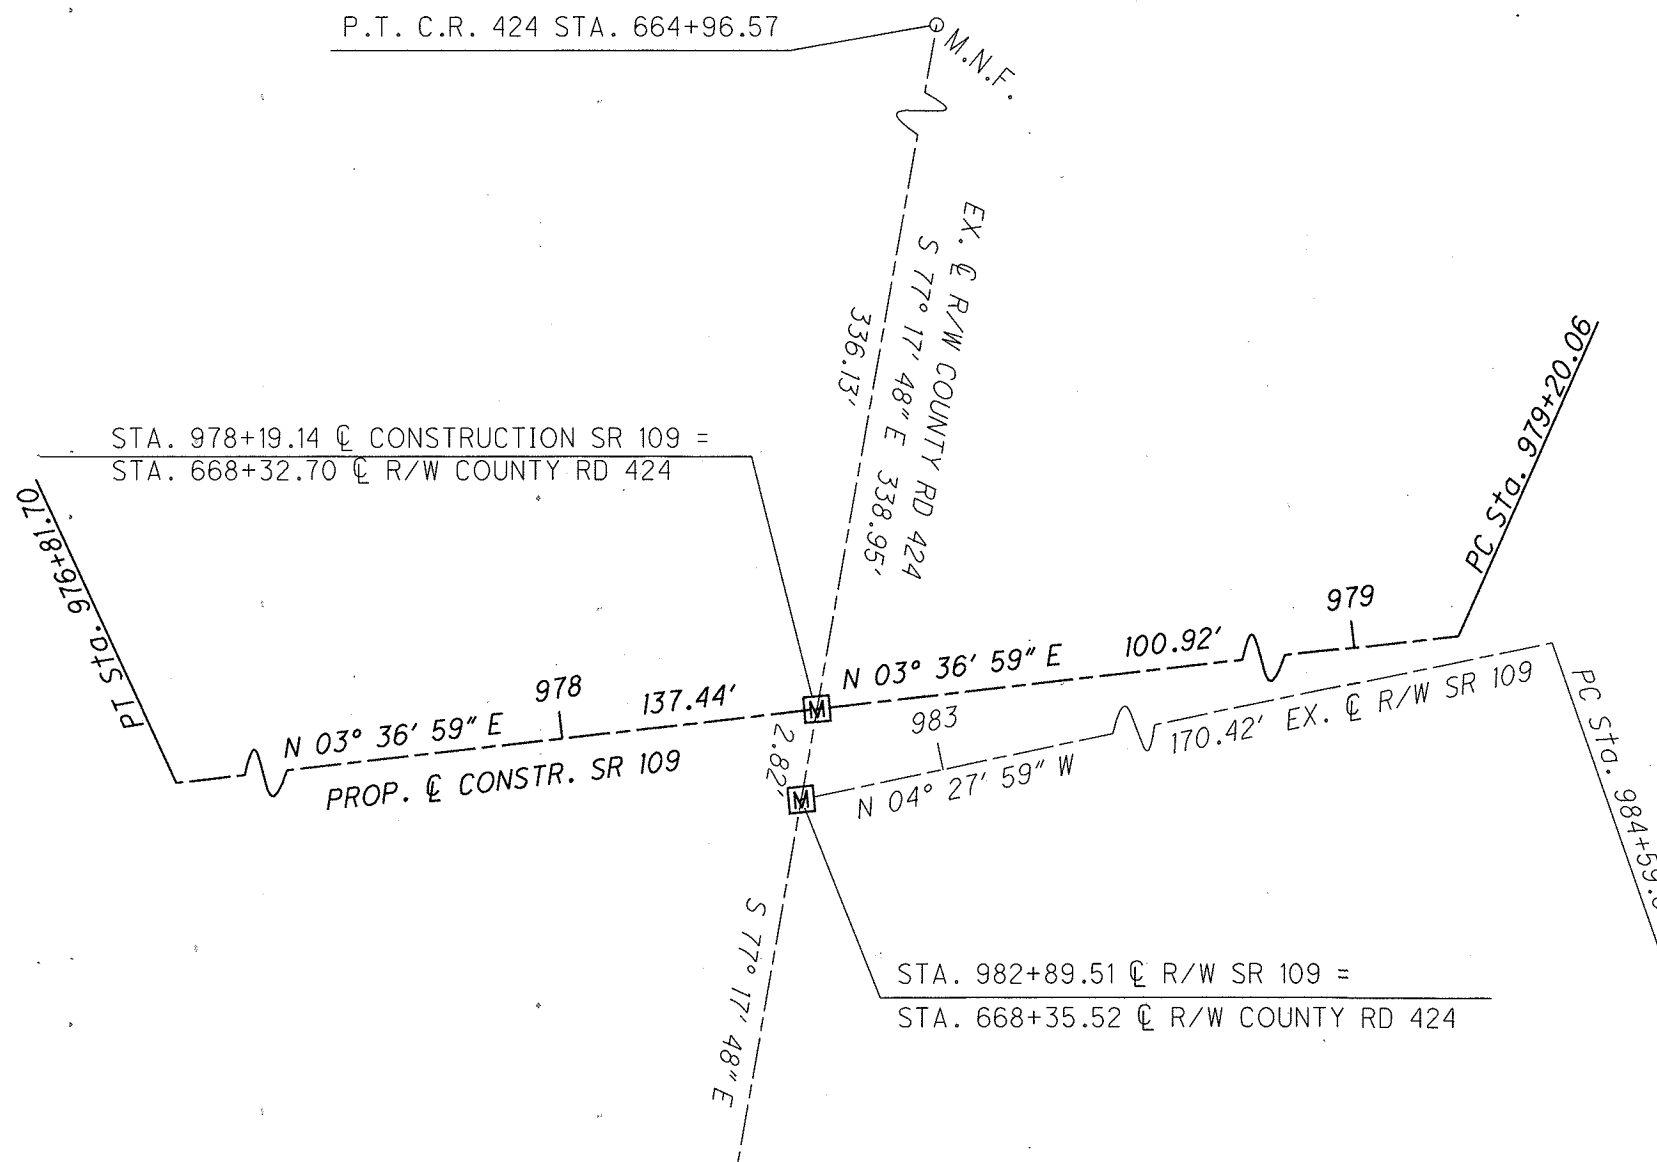 P.T. C.R. 424 STA. 664+96.57
M.N.F.
EX. ℄ R/W COUNTY RD 424
S 77° 17' 48" E 338.95'
336.13'
STA. 978+19.14 ℄ CONSTRUCTION SR 109 =
STA. 668+32.70 ℄ R/W COUNTY RD 424
PT Sta. 976+81.70
PC Sta. 979+20.06
979
N 03° 36' 59" E 100.92'
978
137.44'
N 03° 36' 59" E
PROP. ℄ CONSTR. SR 109
983
2.82'
170.42' EX. ℄ R/W SR 109
N 04° 27' 59" W
PC Sta. 984+59.
S 77° 17' 48" E
STA. 982+89.51 ℄ R/W SR 109 =
STA. 668+35.52 ℄ R/W COUNTY RD 424
M
M